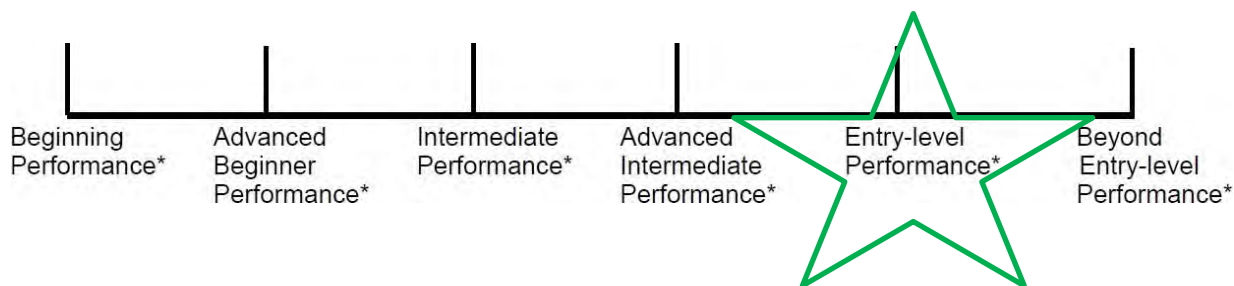 Beginning
Performance*
Advanced
Beginner
Performance*
Intermediate
Performance*
Advanced
Intermediate
Performance*
Entry-level
Performance*
Beyond
Entry-level
Performance*